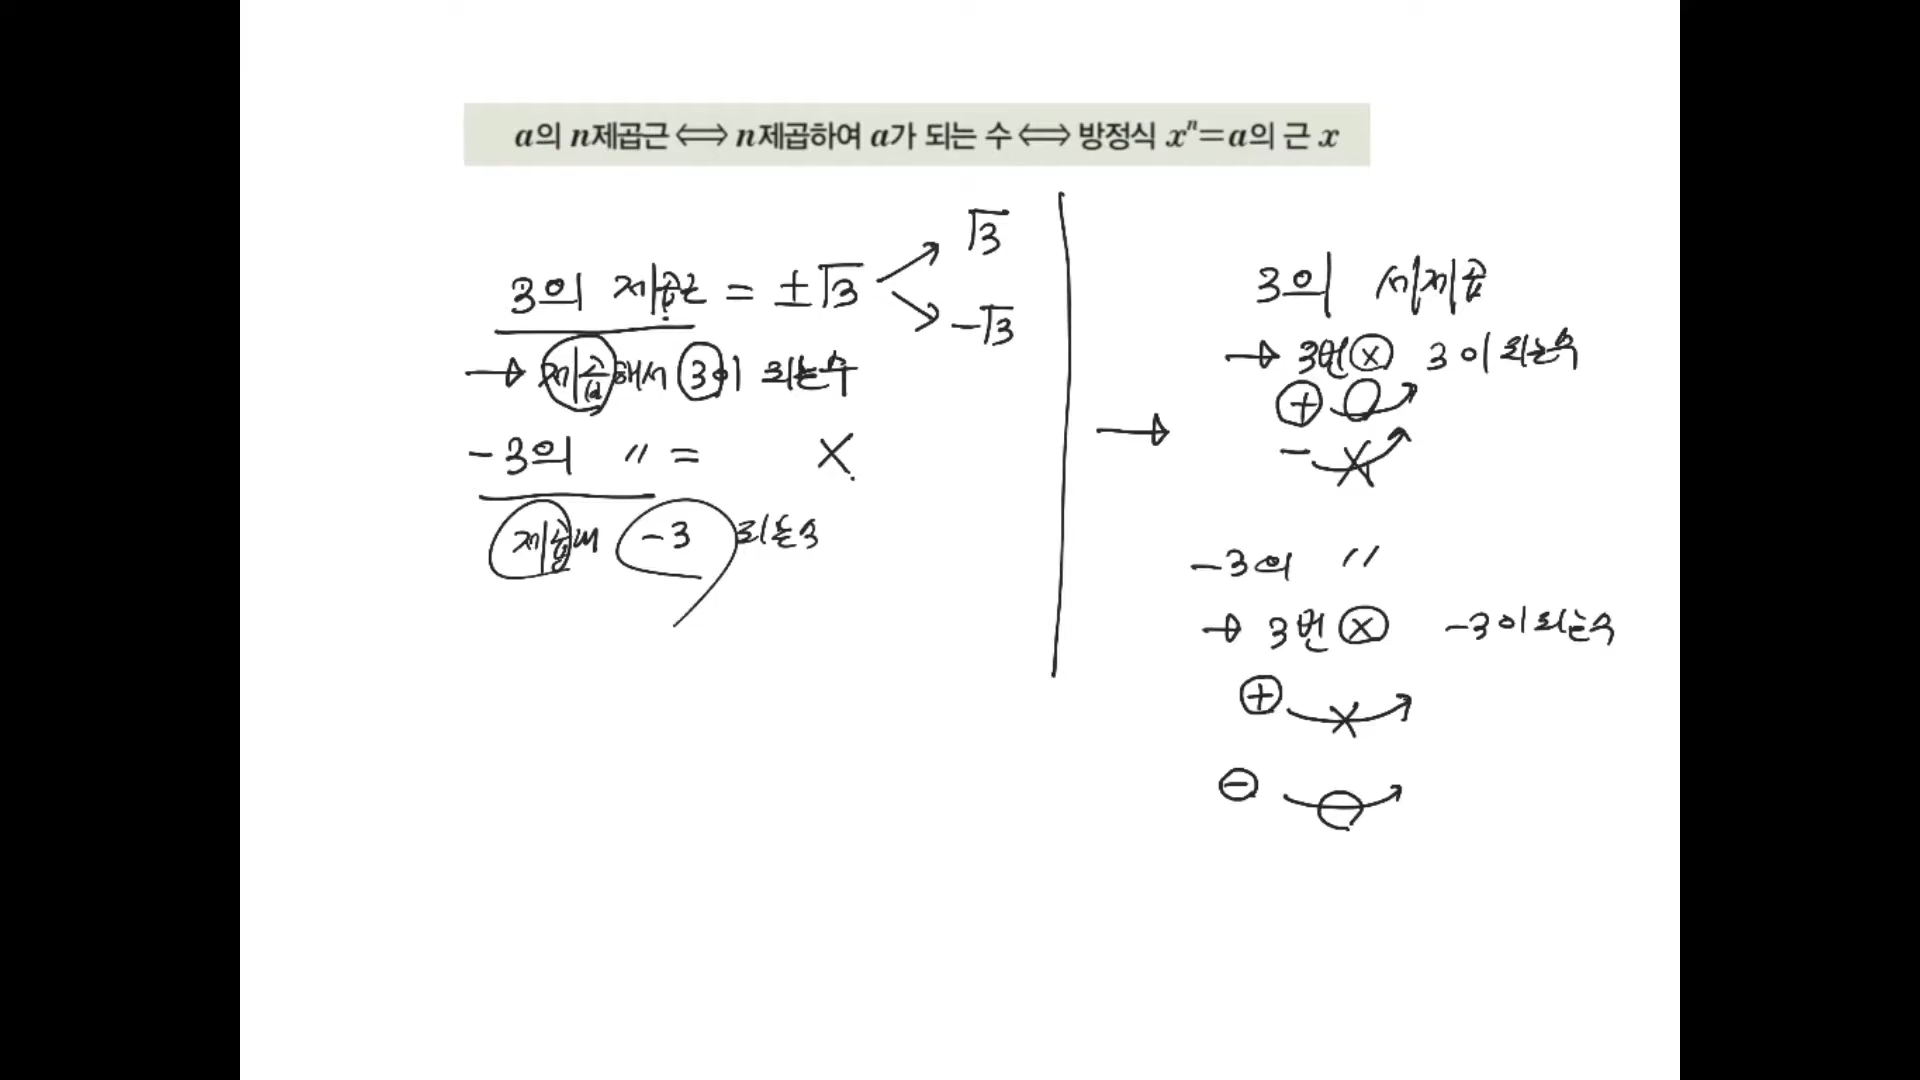 a의 n제곱근 ⟺ n제곱하여 a가 되는 수 ⟺ 방정식 xⁿ=a의 근 x
3의 제곱근 = ±√3
√3
-√3
→ 제곱해서 3이 되는수
-3의 〃 = X
제곱해서 -3 되는수
3의 세제곱
→ 3번 ⓧ 3이 되는수
⊕ O
- X
→
-3의 〃
→ 3번 ⓧ -3이 되는수
⊕ X
⊖ O